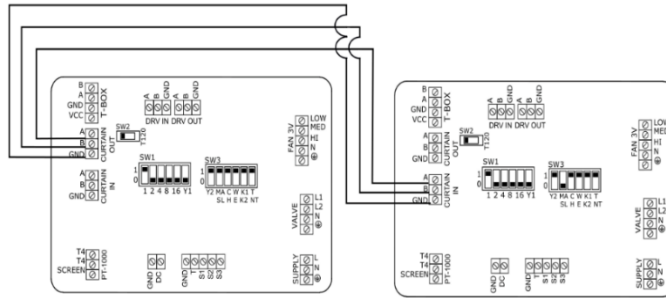 B
A
GND
VCC
T-BOX
A
B
GND
CURTAIN
OUT
A
B
GND
CURTAIN
IN
T4
T4
SCREEN
PT-1000
A B GND A B
DRV IN DRV OUT
SW2
T120
SW1
1
0
1 2 4 8 16 Y1
SW3
1
0
Y2 MA C W K1 T
SL H E K2 NT
LOW
MED
HI
N
FAN 3V
L1
L2
N
VALVE
L
N
SUPPLY
GND
DC
GND
T
S1
S2
S3
B
A
GND
VCC
T-BOX
A
B
GND
CURTAIN
OUT
A
B
GND
CURTAIN
IN
T4
T4
SCREEN
PT-1000
A B GND A B
DRV IN DRV OUT
SW2
T120
SW1
1
0
1 2 4 8 16 Y1
SW3
1
0
Y2 MA C W K1 T
SL H E K2 NT
LOW
MED
HI
N
FAN 3V
L1
L2
N
VALVE
L
N
SUPPLY
GND
DC
GND
T
S1
S2
S3